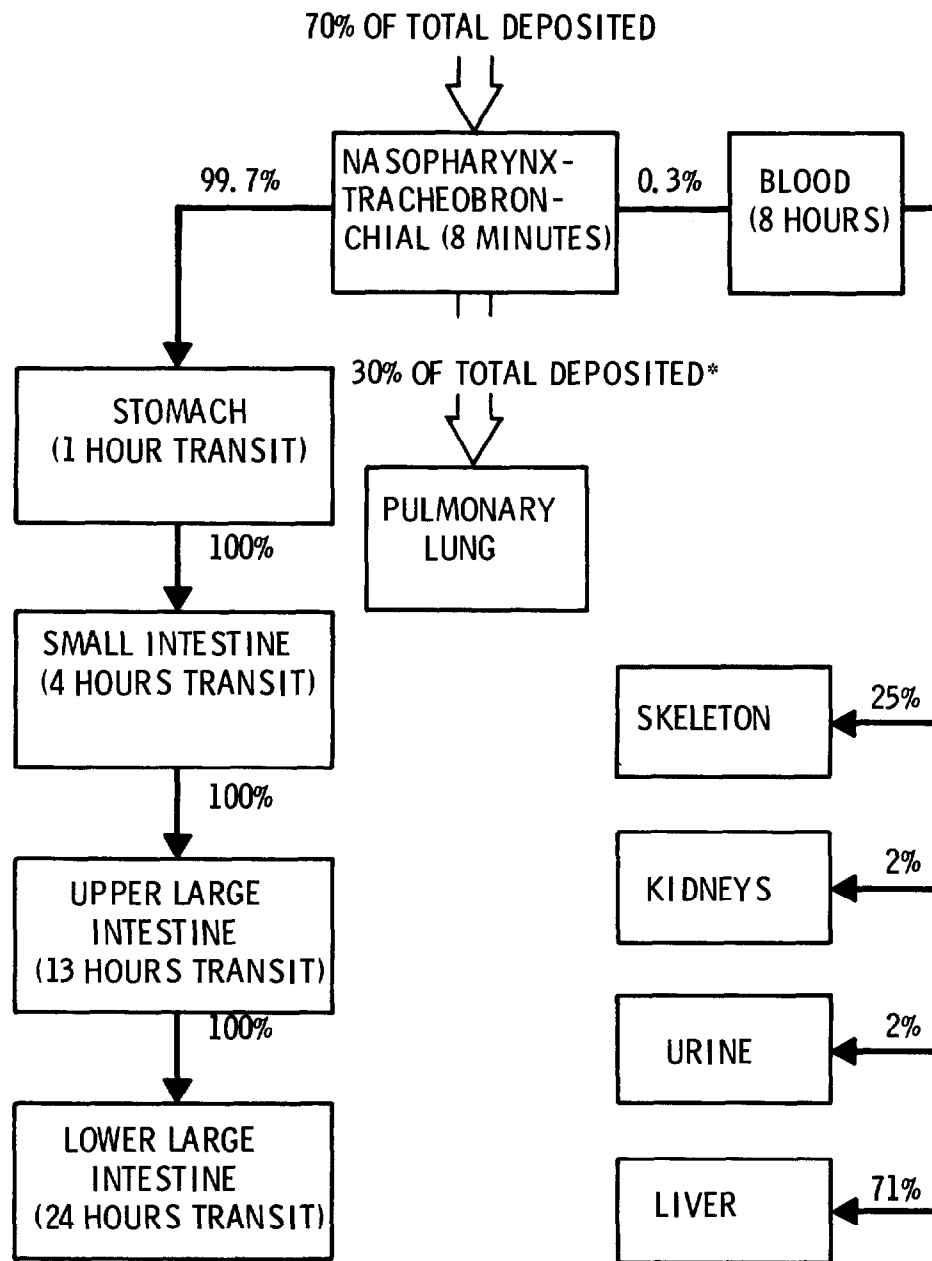 70% OF TOTAL DEPOSITED
NASOPHARYNX-
TRACHEOBRON-
CHIAL (8 MINUTES)
99.7%
0.3%
BLOOD
(8 HOURS)
30% OF TOTAL DEPOSITED*
STOMACH
(1 HOUR TRANSIT)
PULMONARY
LUNG
100%
SMALL INTESTINE
(4 HOURS TRANSIT)
100%
UPPER LARGE
INTESTINE
(13 HOURS TRANSIT)
100%
LOWER LARGE
INTESTINE
(24 HOURS TRANSIT)
SKELETON
25%
KIDNEYS
2%
URINE
2%
LIVER
71%